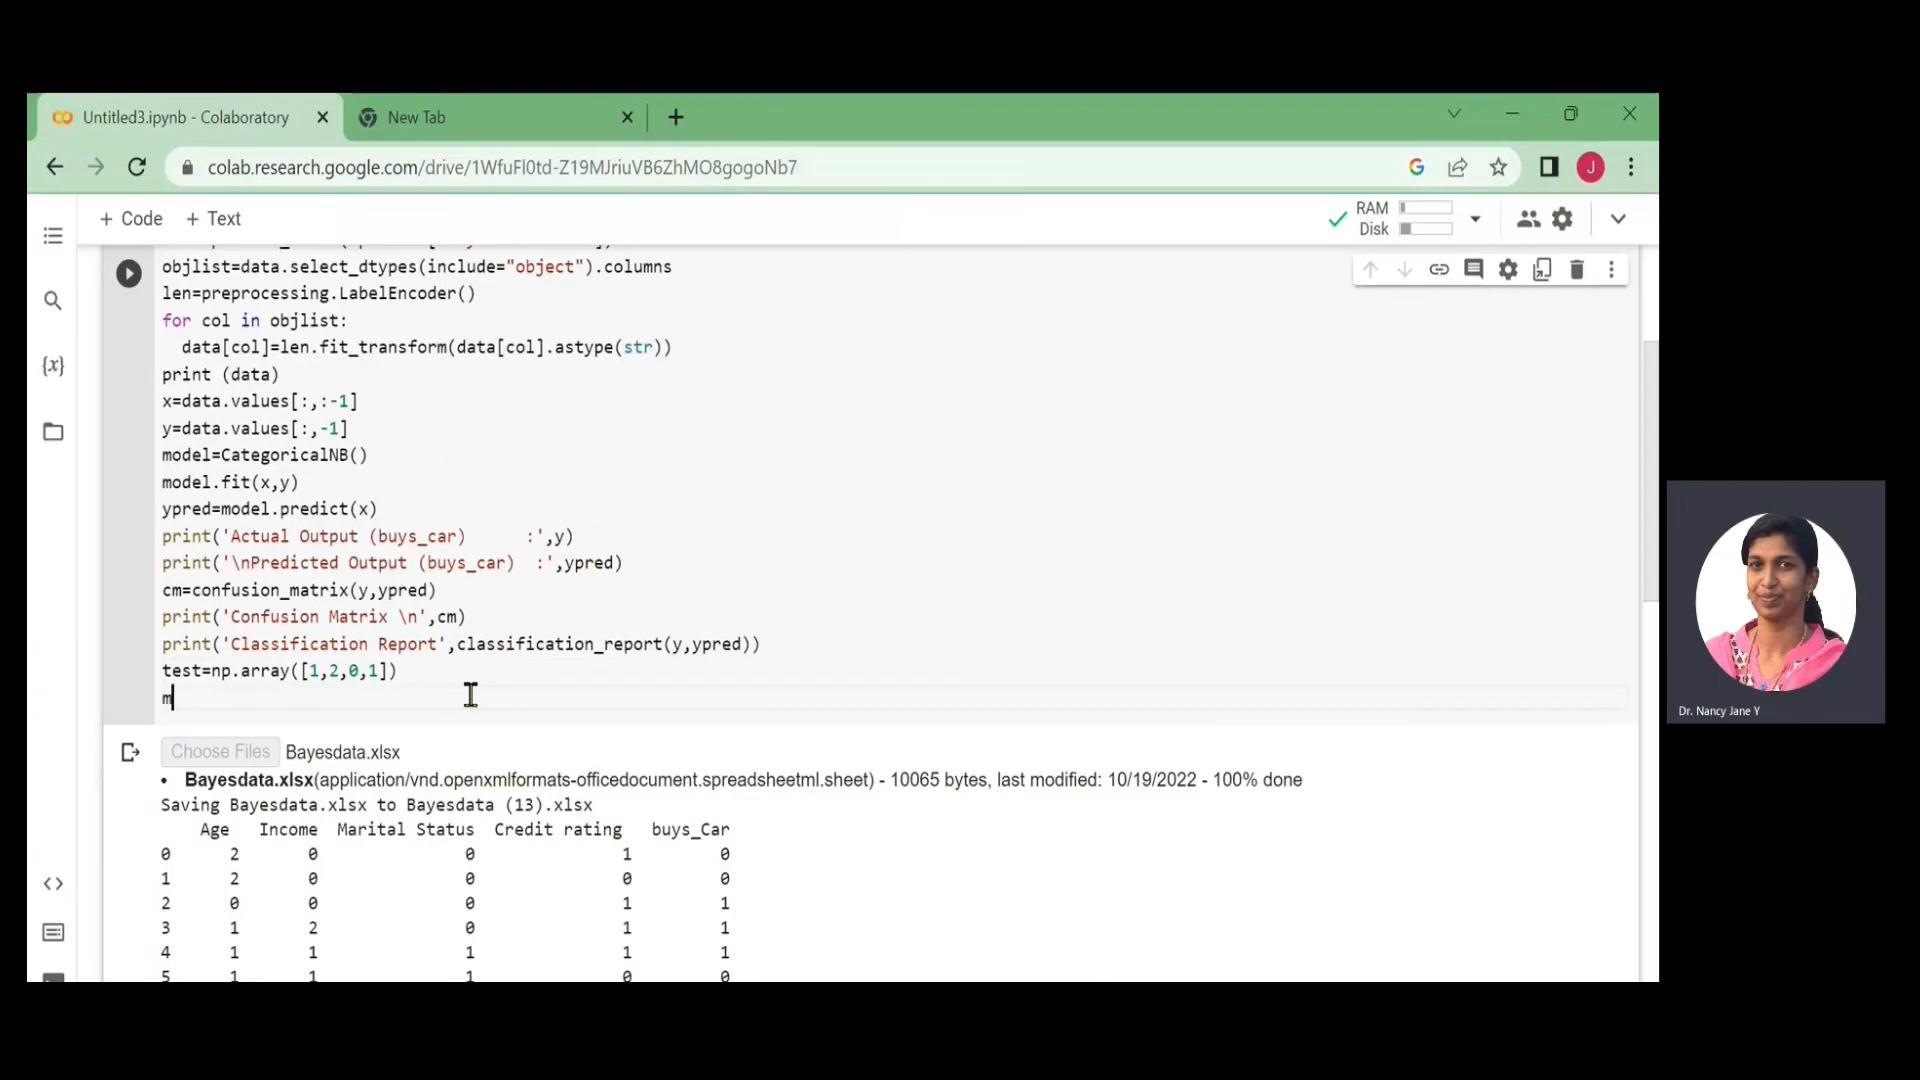 Untitled3.ipynb - Colaboratory
New Tab
colab.research.google.com/drive/1WfuFl0td-Z19MJriuVB6ZhMO8gogoNb7
G
J
+ Code + Text
RAM
Disk
objlist=data.select_dtypes(include="object").columns
len=preprocessing.LabelEncoder()
for col in objlist:
data[col]=len.fit_transform(data[col].astype(str))
print (data)
x=data.values[:,:-1]
y=data.values[:,-1]
model=CategoricalNB()
model.fit(x,y)
ypred=model.predict(x)
print('Actual Output (buys_car)      :',y)
print('\nPredicted Output (buys_car)  :',ypred)
cm=confusion_matrix(y,ypred)
print('Confusion Matrix \n',cm)
print('Classification Report',classification_report(y,ypred))
test=np.array([1,2,0,1])
m
Choose Files Bayesdata.xlsx
• Bayesdata.xlsx(application/vnd.openxmlformats-officedocument.spreadsheetml.sheet) - 10065 bytes, last modified: 10/19/2022 - 100% done
Saving Bayesdata.xlsx to Bayesdata (13).xlsx
Age Income Marital Status Credit rating buys_Car
0 2 0 0 1 0
1 2 0 0 0 0
2 0 0 0 1 1
3 1 2 0 1 1
4 1 1 1 1 1
5 1 1 1 0 0
Dr. Nancy Jane Y